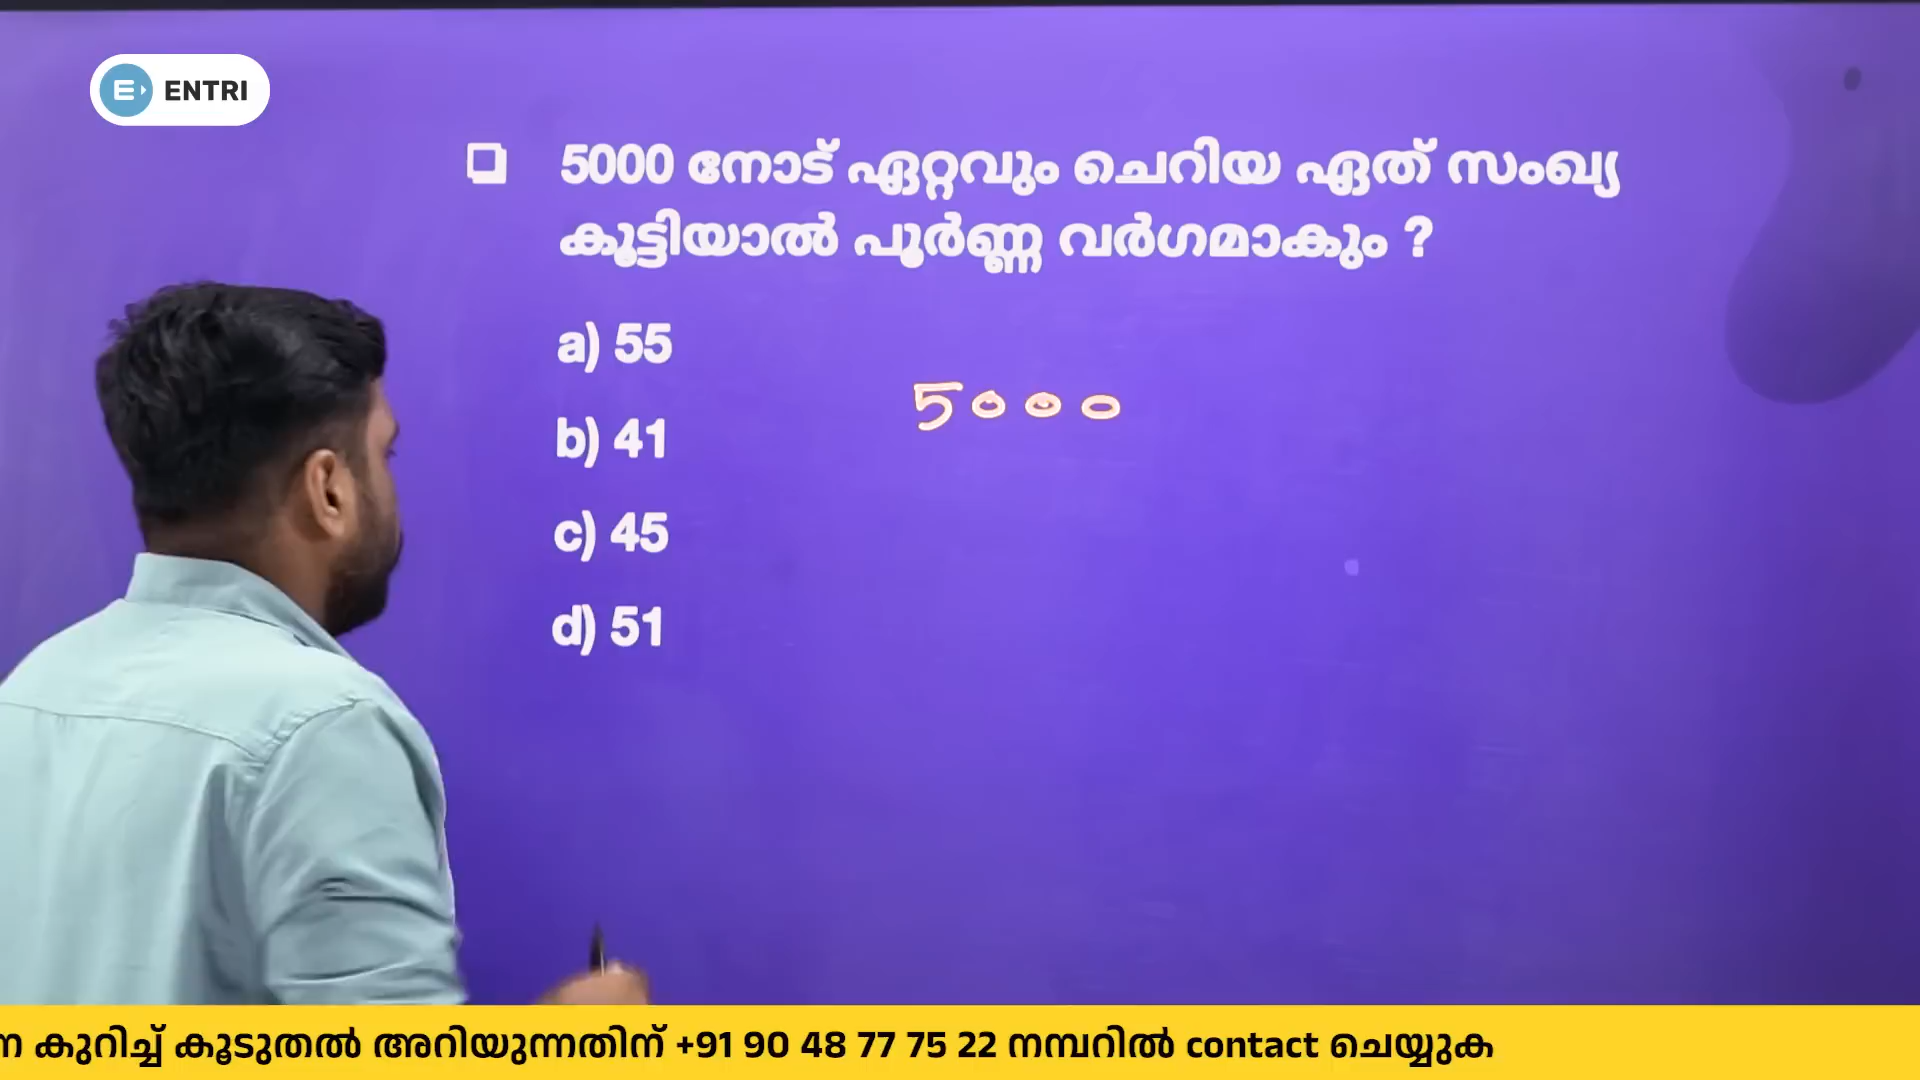 ENTRI
5000 നോട് ഏറ്റവും ചെറിയ ഏത് സംഖ്യ
കൂട്ടിയാൽ പൂർണ്ണ വർഗമാകും ?
a) 55
5000
b) 41
c) 45
d) 51
കുറിച്ച് കൂടുതൽ അറിയുന്നതിന് +91 90 48 77 75 22 നമ്പറിൽ contact ചെയ്യുക